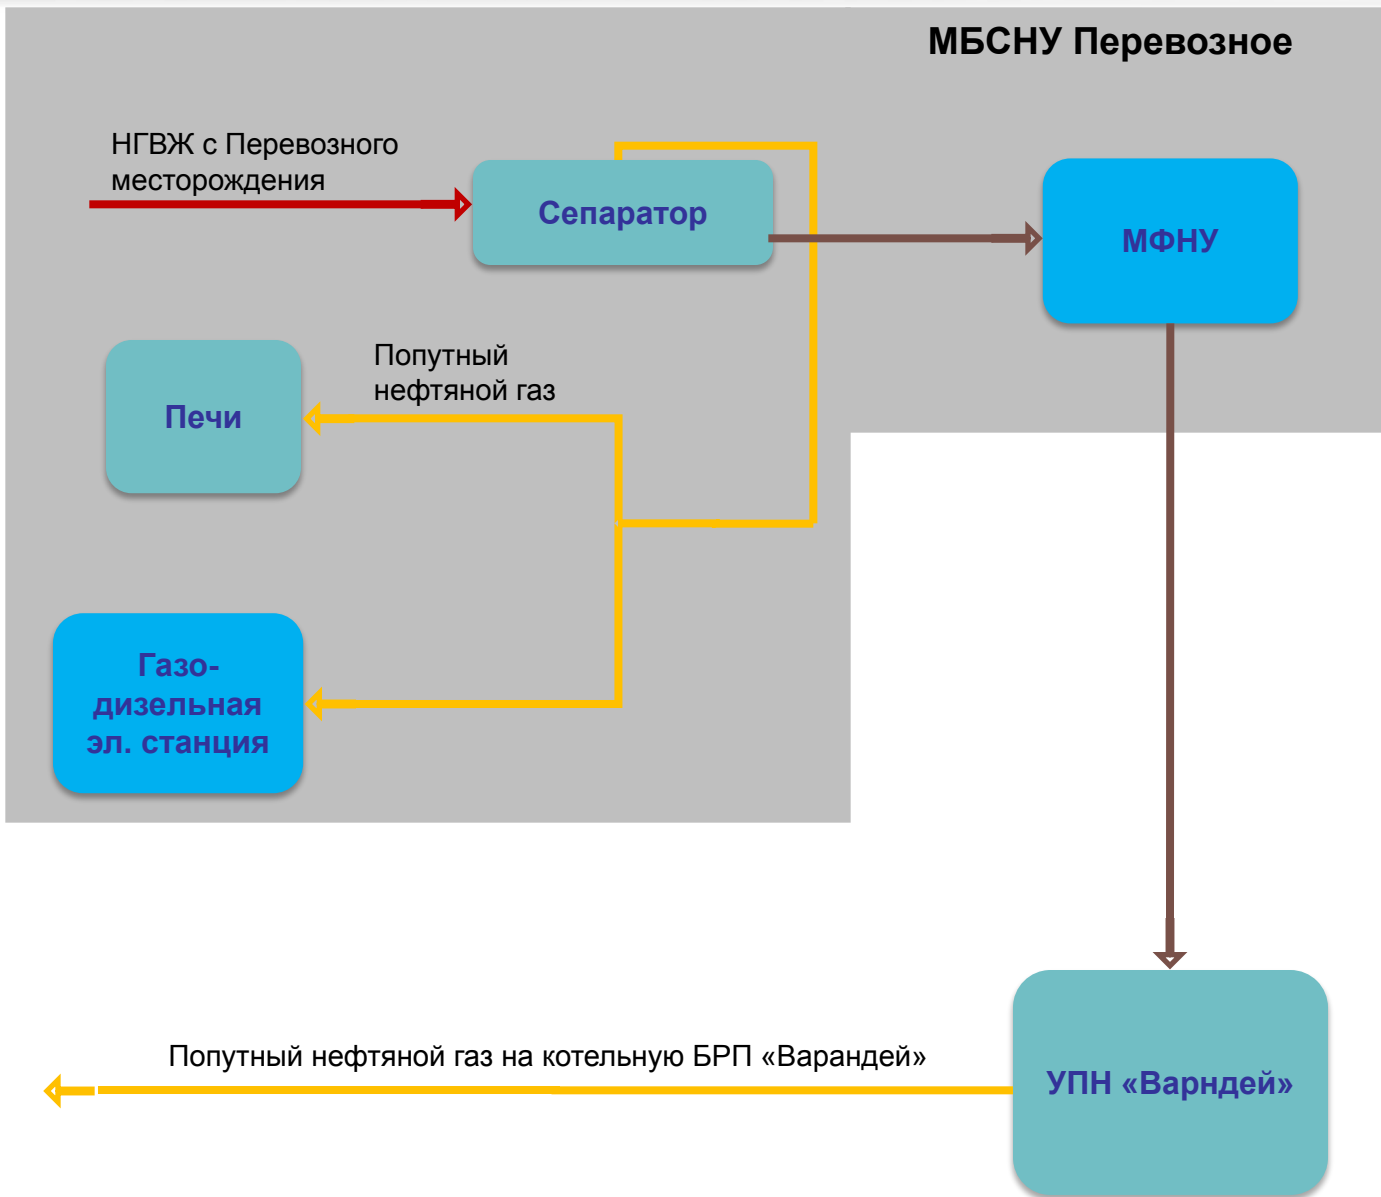 МБСНУ Перевозное
НГВЖ с Перевозного
месторождения
Сепаратор
МФНУ
Попутный
нефтяной газ
Печи
Газо-
дизельная
эл. станция
Попутный нефтяной газ на котельную БРП «Варандей»
УПН «Варндей»